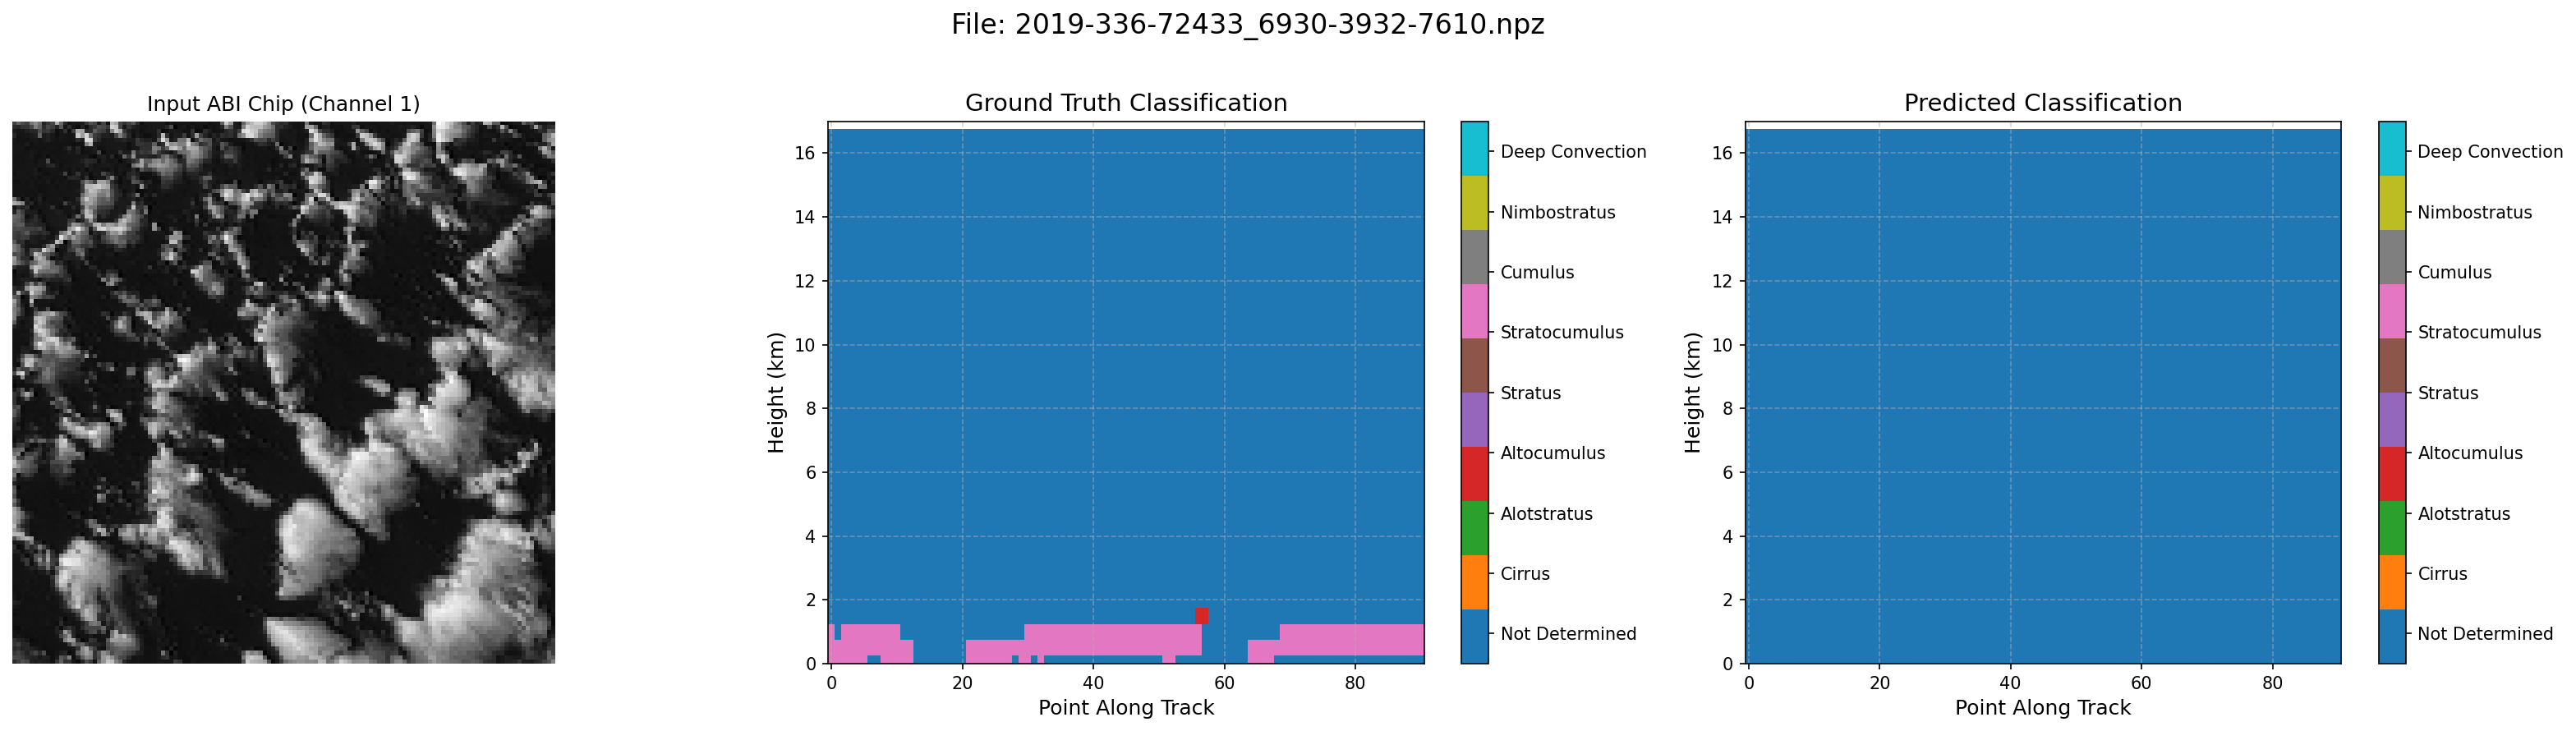 File: 2019-336-72433_6930-3932-7610.npz
Input ABI Chip (Channel 1)
Ground Truth Classification
16
14
12
10
8
6
4
2
0
Height (km)
0 20 40 60 80
Point Along Track
Deep Convection
Nimbostratus
Cumulus
Stratocumulus
Stratus
Altocumulus
Alotstratus
Cirrus
Not Determined
Predicted Classification
16
14
12
10
8
6
4
2
0
Height (km)
0 20 40 60 80
Point Along Track
Deep Convection
Nimbostratus
Cumulus
Stratocumulus
Stratus
Altocumulus
Alotstratus
Cirrus
Not Determined